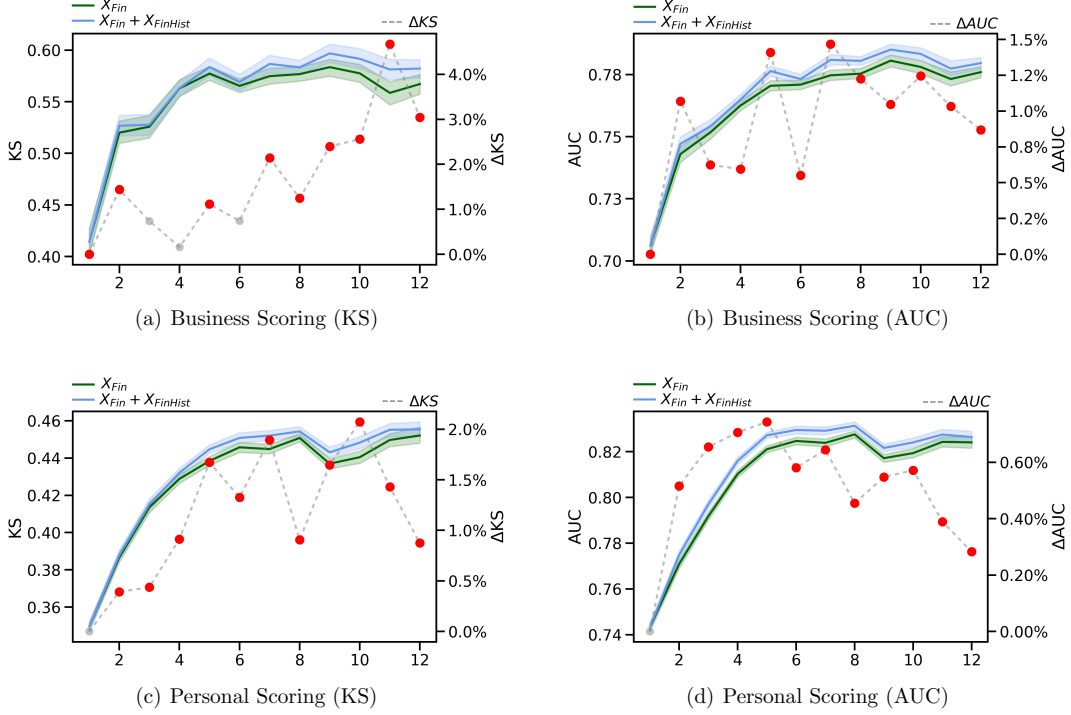 X_Fin
X_Fin + X_FinHist
ΔKS
0.60
0.55
0.50
0.45
0.40
KS
4.0%
3.0%
2.0%
1.0%
0.0%
ΔKS
2 4 6 8 10 12
(a) Business Scoring (KS)
X_Fin
X_Fin + X_FinHist
ΔAUC
0.78
0.75
0.73
0.70
AUC
1.5%
1.2%
1.0%
0.8%
0.5%
0.2%
0.0%
ΔAUC
2 4 6 8 10 12
(b) Business Scoring (AUC)
X_Fin
X_Fin + X_FinHist
ΔKS
0.46
0.44
0.42
0.40
0.38
0.36
KS
2.0%
1.5%
1.0%
0.5%
0.0%
ΔKS
2 4 6 8 10 12
(c) Personal Scoring (KS)
X_Fin
X_Fin + X_FinHist
ΔAUC
0.82
0.80
0.78
0.76
0.74
AUC
0.60%
0.40%
0.20%
0.00%
ΔAUC
2 4 6 8 10 12
(d) Personal Scoring (AUC)